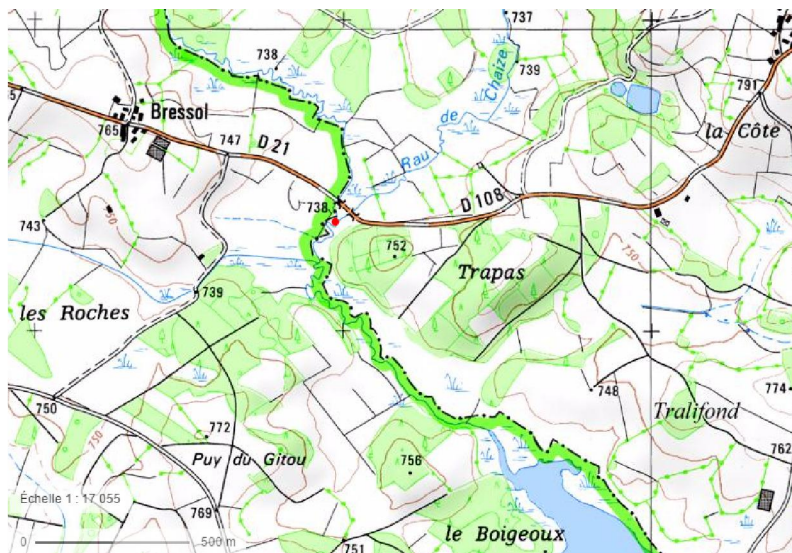 737
738
739
791
Chaize
Bressol
765
de
la Côte
747
D 21
Rau
738
D 108
743
750
752
750
Trapas
739
les Roches
750
748
774
Tralifond
772
750
Puy du Gitou
756
762
Échelle 1 : 17 055
769
0 500 m
751
le Boigeoux